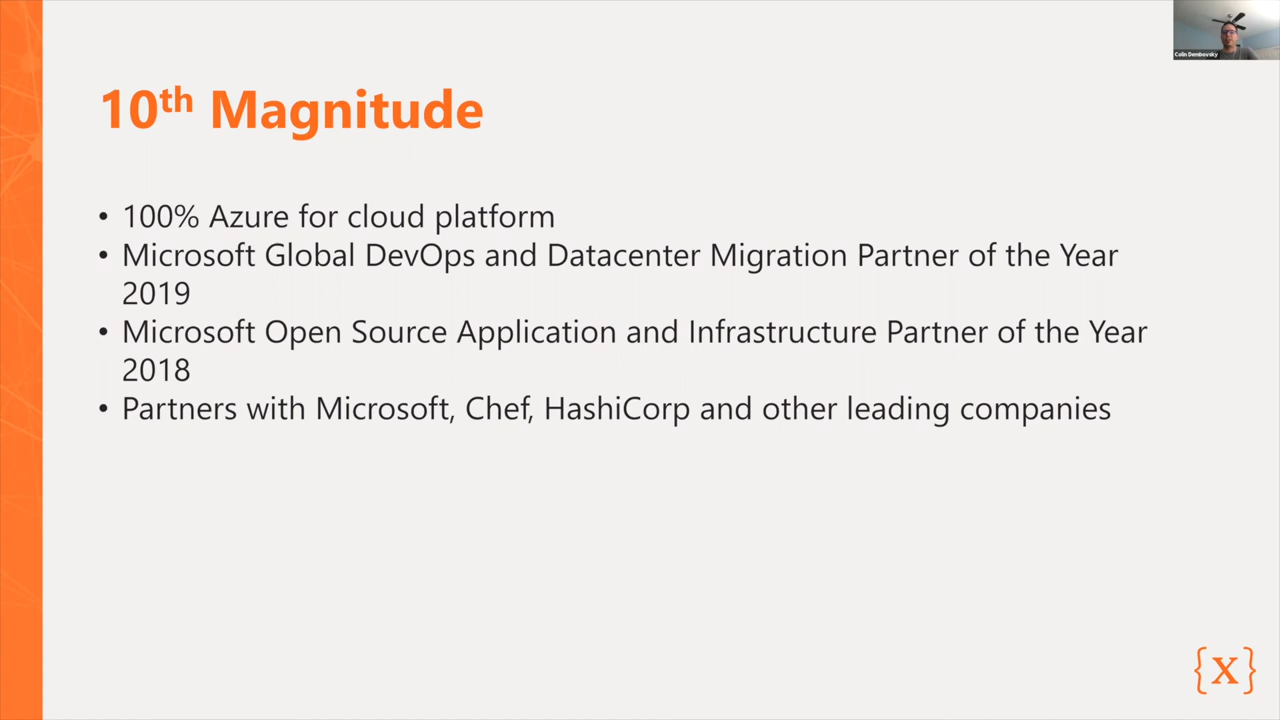 Colin Dembovsky
10th Magnitude
• 100% Azure for cloud platform
• Microsoft Global DevOps and Datacenter Migration Partner of the Year
2019
• Microsoft Open Source Application and Infrastructure Partner of the Year
2018
• Partners with Microsoft, Chef, HashiCorp and other leading companies
{x}